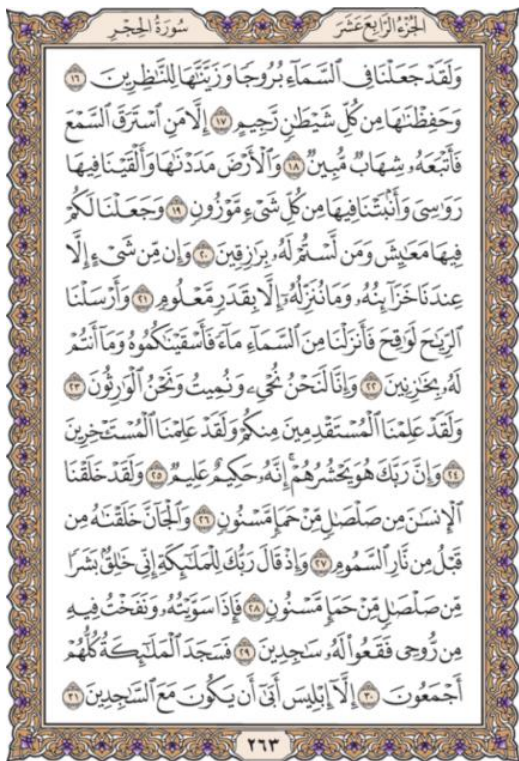 الجزء الرابع عشر سورة الحجر
وَلَقَدْ جَعَلْنَا فِي السَّمَاءِ بُرُوجًا وَزَيَّنَّاهَا لِلنَّاظِرِينَ ١٦
وَحَفِظْنَاهَا مِن كُلِّ شَيْطَانٍ رَّجِيمٍ ١٧ إِلَّا مَنِ اسْتَرَقَ السَّمْعَ
فَأَتْبَعَهُ شِهَابٌ مُّبِينٌ ١٨ وَالْأَرْضَ مَدَدْنَاهَا وَأَلْقَيْنَا فِيهَا
رَوَاسِيَ وَأَنبَتْنَا فِيهَا مِن كُلِّ شَيْءٍ مَّوْزُونٍ ١٩ وَجَعَلْنَا لَكُمْ
فِيهَا مَعَايِشَ وَمَن لَّسْتُمْ لَهُ بِرَازِقِينَ ٢٠ وَإِن مِّن شَيْءٍ إِلَّا
عِندَنَا خَزَائِنُهُ وَمَا نُنَزِّلُهُ إِلَّا بِقَدَرٍ مَّعْلُومٍ ٢١ وَأَرْسَلْنَا
الرِّيَاحَ لَوَاقِحَ فَأَنزَلْنَا مِنَ السَّمَاءِ مَاءً فَأَسْقَيْنَاكُمُوهُ وَمَا أَنتُمْ
لَهُ بِخَازِنِينَ ٢٢ وَإِنَّا لَنَحْنُ نُحْيِي وَنُمِيتُ وَنَحْنُ الْوَارِثُونَ ٢٣
وَلَقَدْ عَلِمْنَا الْمُسْتَقْدِمِينَ مِنكُمْ وَلَقَدْ عَلِمْنَا الْمُسْتَأْخِرِينَ
٢٤ وَإِنَّ رَبَّكَ هُوَ يَحْشُرُهُمْ ۚ إِنَّهُ حَكِيمٌ عَلِيمٌ ٢٥ وَلَقَدْ خَلَقْنَا
الْإِنسَانَ مِن صَلْصَالٍ مِّنْ حَمَإٍ مَّسْنُونٍ ٢٦ وَالْجَانَّ خَلَقْنَاهُ مِن
قَبْلُ مِن نَّارِ السَّمُومِ ٢٧ وَإِذْ قَالَ رَبُّكَ لِلْمَلَائِكَةِ إِنِّي خَالِقٌ بَشَرًا
مِّن صَلْصَالٍ مِّنْ حَمَإٍ مَّسْنُونٍ ٢٨ فَإِذَا سَوَّيْتُهُ وَنَفَخْتُ فِيهِ
مِن رُّوحِي فَقَعُوا لَهُ سَاجِدِينَ ٢٩ فَسَجَدَ الْمَلَائِكَةُ كُلُّهُمْ
أَجْمَعُونَ ٣٠ إِلَّا إِبْلِيسَ أَبَىٰ أَن يَكُونَ مَعَ السَّاجِدِينَ ٣١
٢٦٣